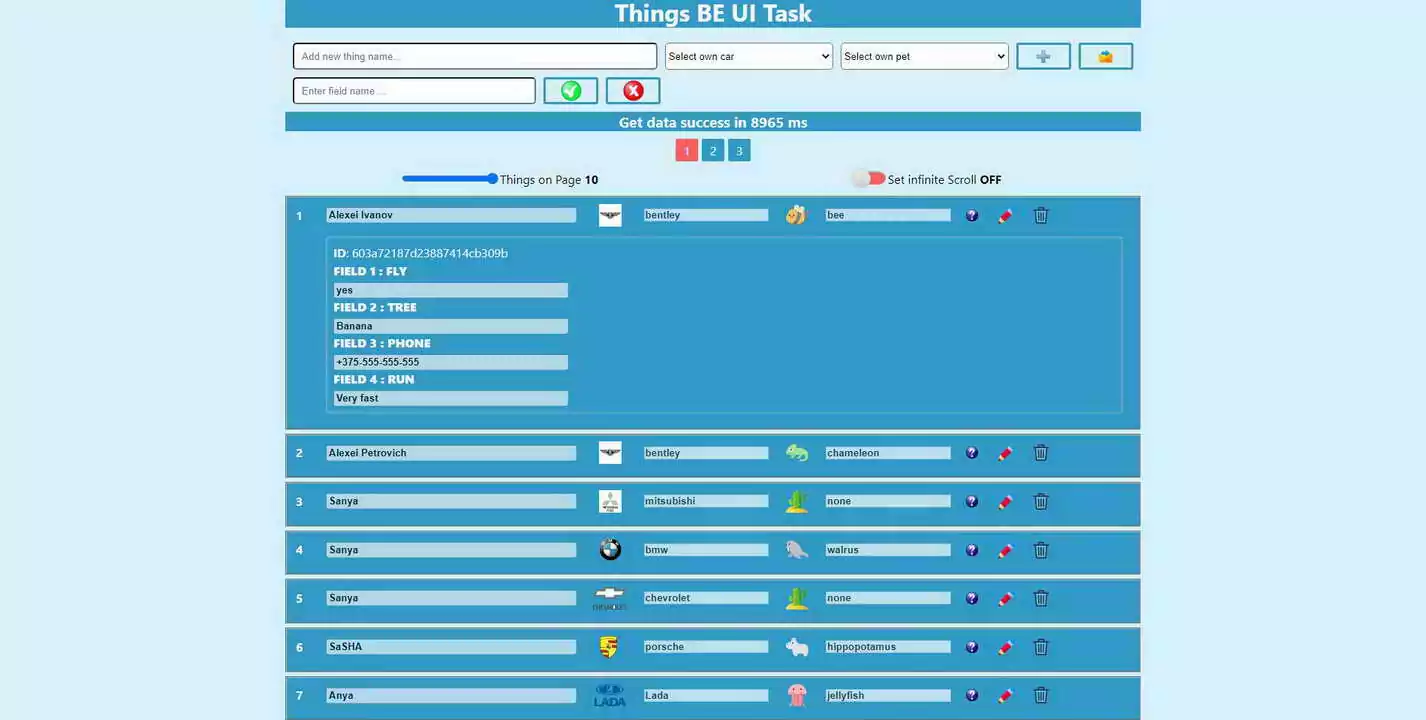 Things BE UI Task
Add new thing name... Select own car Select own pet
Enter field name ...
Get data success in 8965 ms
1 2 3
Things on Page 10 Set infinite Scroll OFF
1 Alexei Ivanov bentley bee
ID: 603a72187d23887414cb309b
FIELD 1 : FLY
yes
FIELD 2 : TREE
Banana
FIELD 3 : PHONE
+375-555-555-555
FIELD 4 : RUN
Very fast
2 Alexei Petrovich bentley chameleon
3 Sanya mitsubishi none
4 Sanya bmw walrus
5 Sanya chevrolet none
6 SaSHA porsche hippopotamus
7 Anya LADA Lada jellyfish